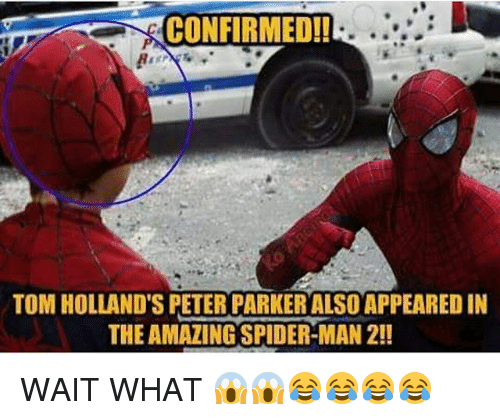 CONFIRMED!!
TOM HOLLAND'S PETER PARKER ALSO APPEARED IN
THE AMAZING SPIDER-MAN 2!!
WAIT WHAT 😱😱😂😂😂😂